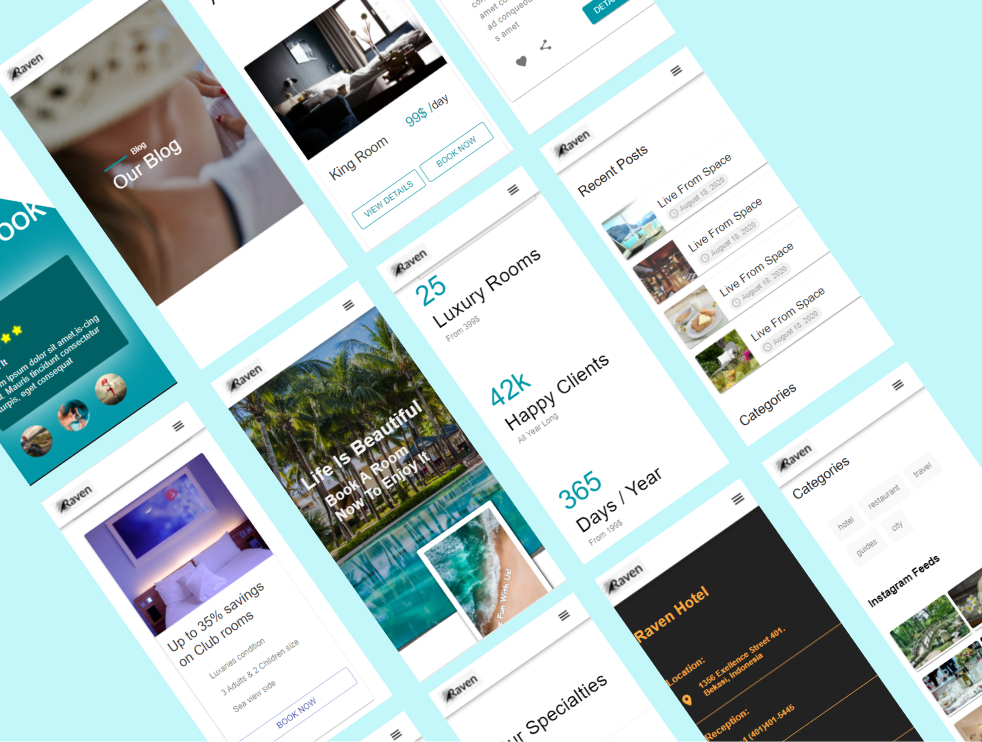 Raven
Blog
Our Blog
ook
It
m ipsum dolor sit amet,is-cing
t. Mauris tincidunt consectetur
urpis, eget consequat
99$ /day
King Room
VIEW DETAILS
BOOK NOW
amet co
ad conqueod
s amet
DETA
Raven
Recent Posts
Live From Space
August 18, 2020
Live From Space
August 18, 2020
Live From Space
August 18, 2020
Live From Space
August 18, 2020
Categories
Raven
25
Luxury Rooms
From 399$
42k
Happy Clients
All Year Long
365
Days / Year
From 199$
Raven
Life Is Beautiful
Book A Room
Now To Enjoy It
Fun With Us!
Raven
Up to 35% savings
on Club rooms
Luxaries condition
3 Adults & 2 Children size
Sea view side
BOOK NOW
Raven
ur Specialties
Raven
Raven Hotel
Location:
1356 Exellence Street 401.
Bekasi, Indonesia
Reception:
1 (401)401-5445
Raven
Categories
hotel
restaurant
travel
guides
city
Instagram Feeds